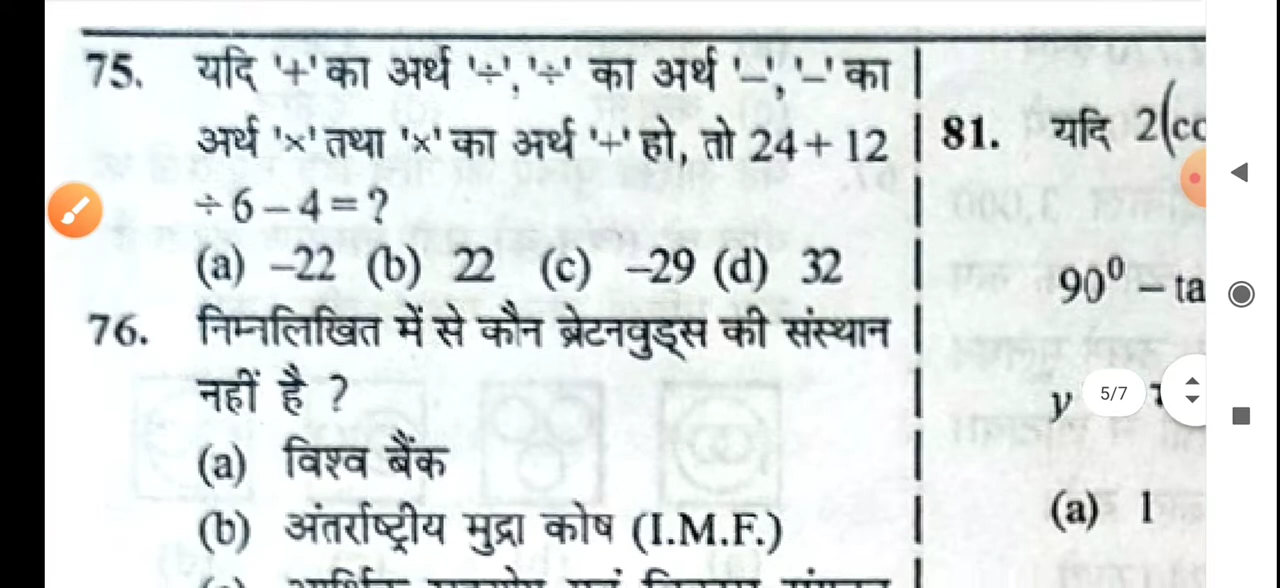 75. यदि '+' का अर्थ '÷', '÷' का अर्थ '–', '–' का
अर्थ '×' तथा '×' का अर्थ '+' हो, तो 24 + 12
÷ 6 – 4 = ?
(a) –22 (b) 22 (c) –29 (d) 32
76. निम्नलिखित में से कौन ब्रेटनवुड्स की संस्थान
नहीं है ?
(a) विश्व बैंक
(b) अंतर्राष्ट्रीय मुद्रा कोष (I.M.F.)
81. यदि 2(cc
90⁰ – ta
y
5/7
(a) 1